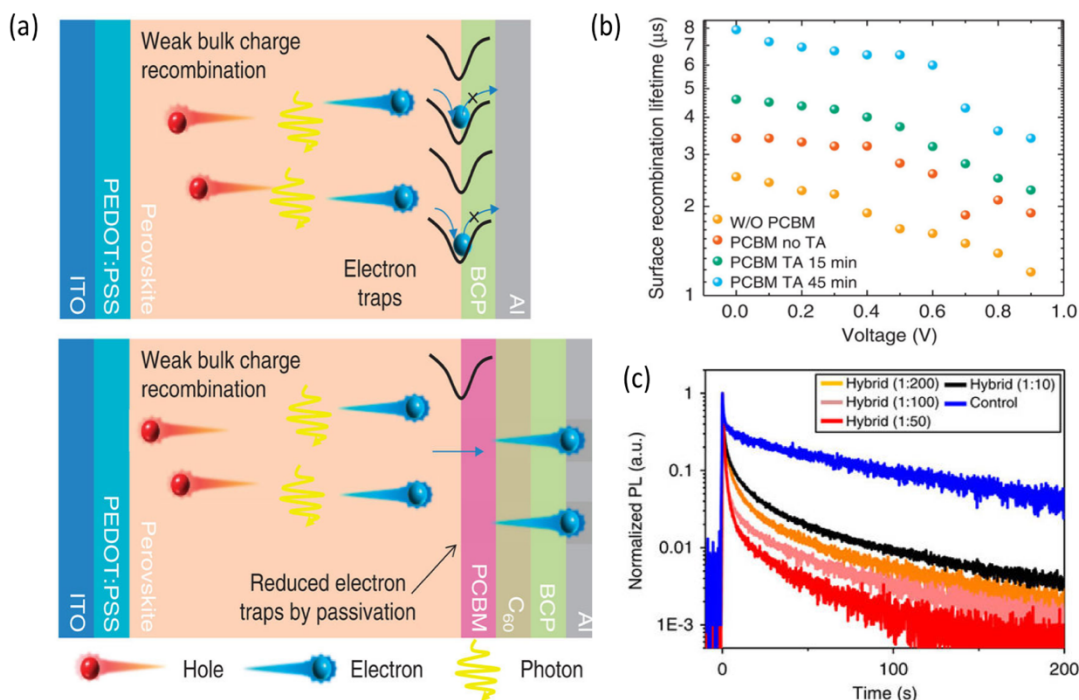 (a)
Weak bulk charge
recombination
Electron
traps
ITO
PEDOT:PSS
Perovskite
BCP
Al
Weak bulk charge
recombination
Reduced electron
traps by passivation
ITO
PEDOT:PSS
Perovskite
PCBM
C60
BCP
Al
Hole
Electron
Photon
(b)
Surface recombination lifetime (μs)
8
7
6
5
4
3
2
1
W/O PCBM
PCBM no TA
PCBM TA 15 min
PCBM TA 45 min
0.0 0.2 0.4 0.6 0.8 1.0
Voltage (V)
(c)
Normalized PL (a.u.)
1
0.1
0.01
1E-3
Hybrid (1:200) Hybrid (1:10)
Hybrid (1:100) Control
Hybrid (1:50)
0 100 200
Time (s)